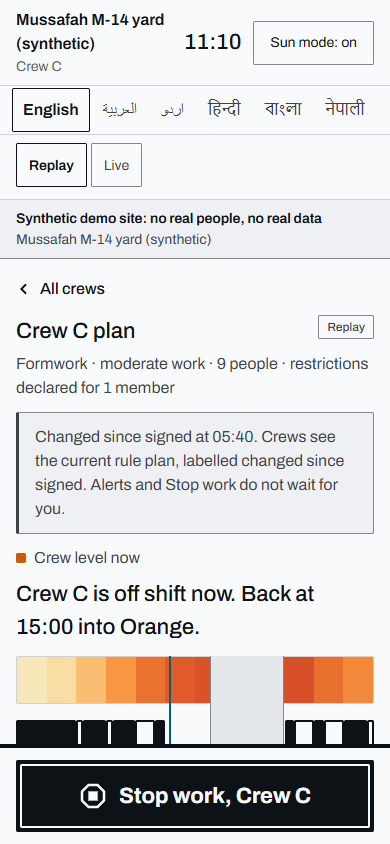 Mussafah M-14 yard
(synthetic)
Crew C
11:10
Sun mode: on
English العربية اردو हिन्दी বাংলা नेपाली
Replay Live
Synthetic demo site: no real people, no real data
Mussafah M-14 yard (synthetic)
All crews
Crew C plan
Replay
Formwork · moderate work · 9 people · restrictions
declared for 1 member
Changed since signed at 05:40. Crews see
the current rule plan, labelled changed since
signed. Alerts and Stop work do not wait for
you.
Crew level now
Crew C is off shift now. Back at
15:00 into Orange.
Stop work, Crew C